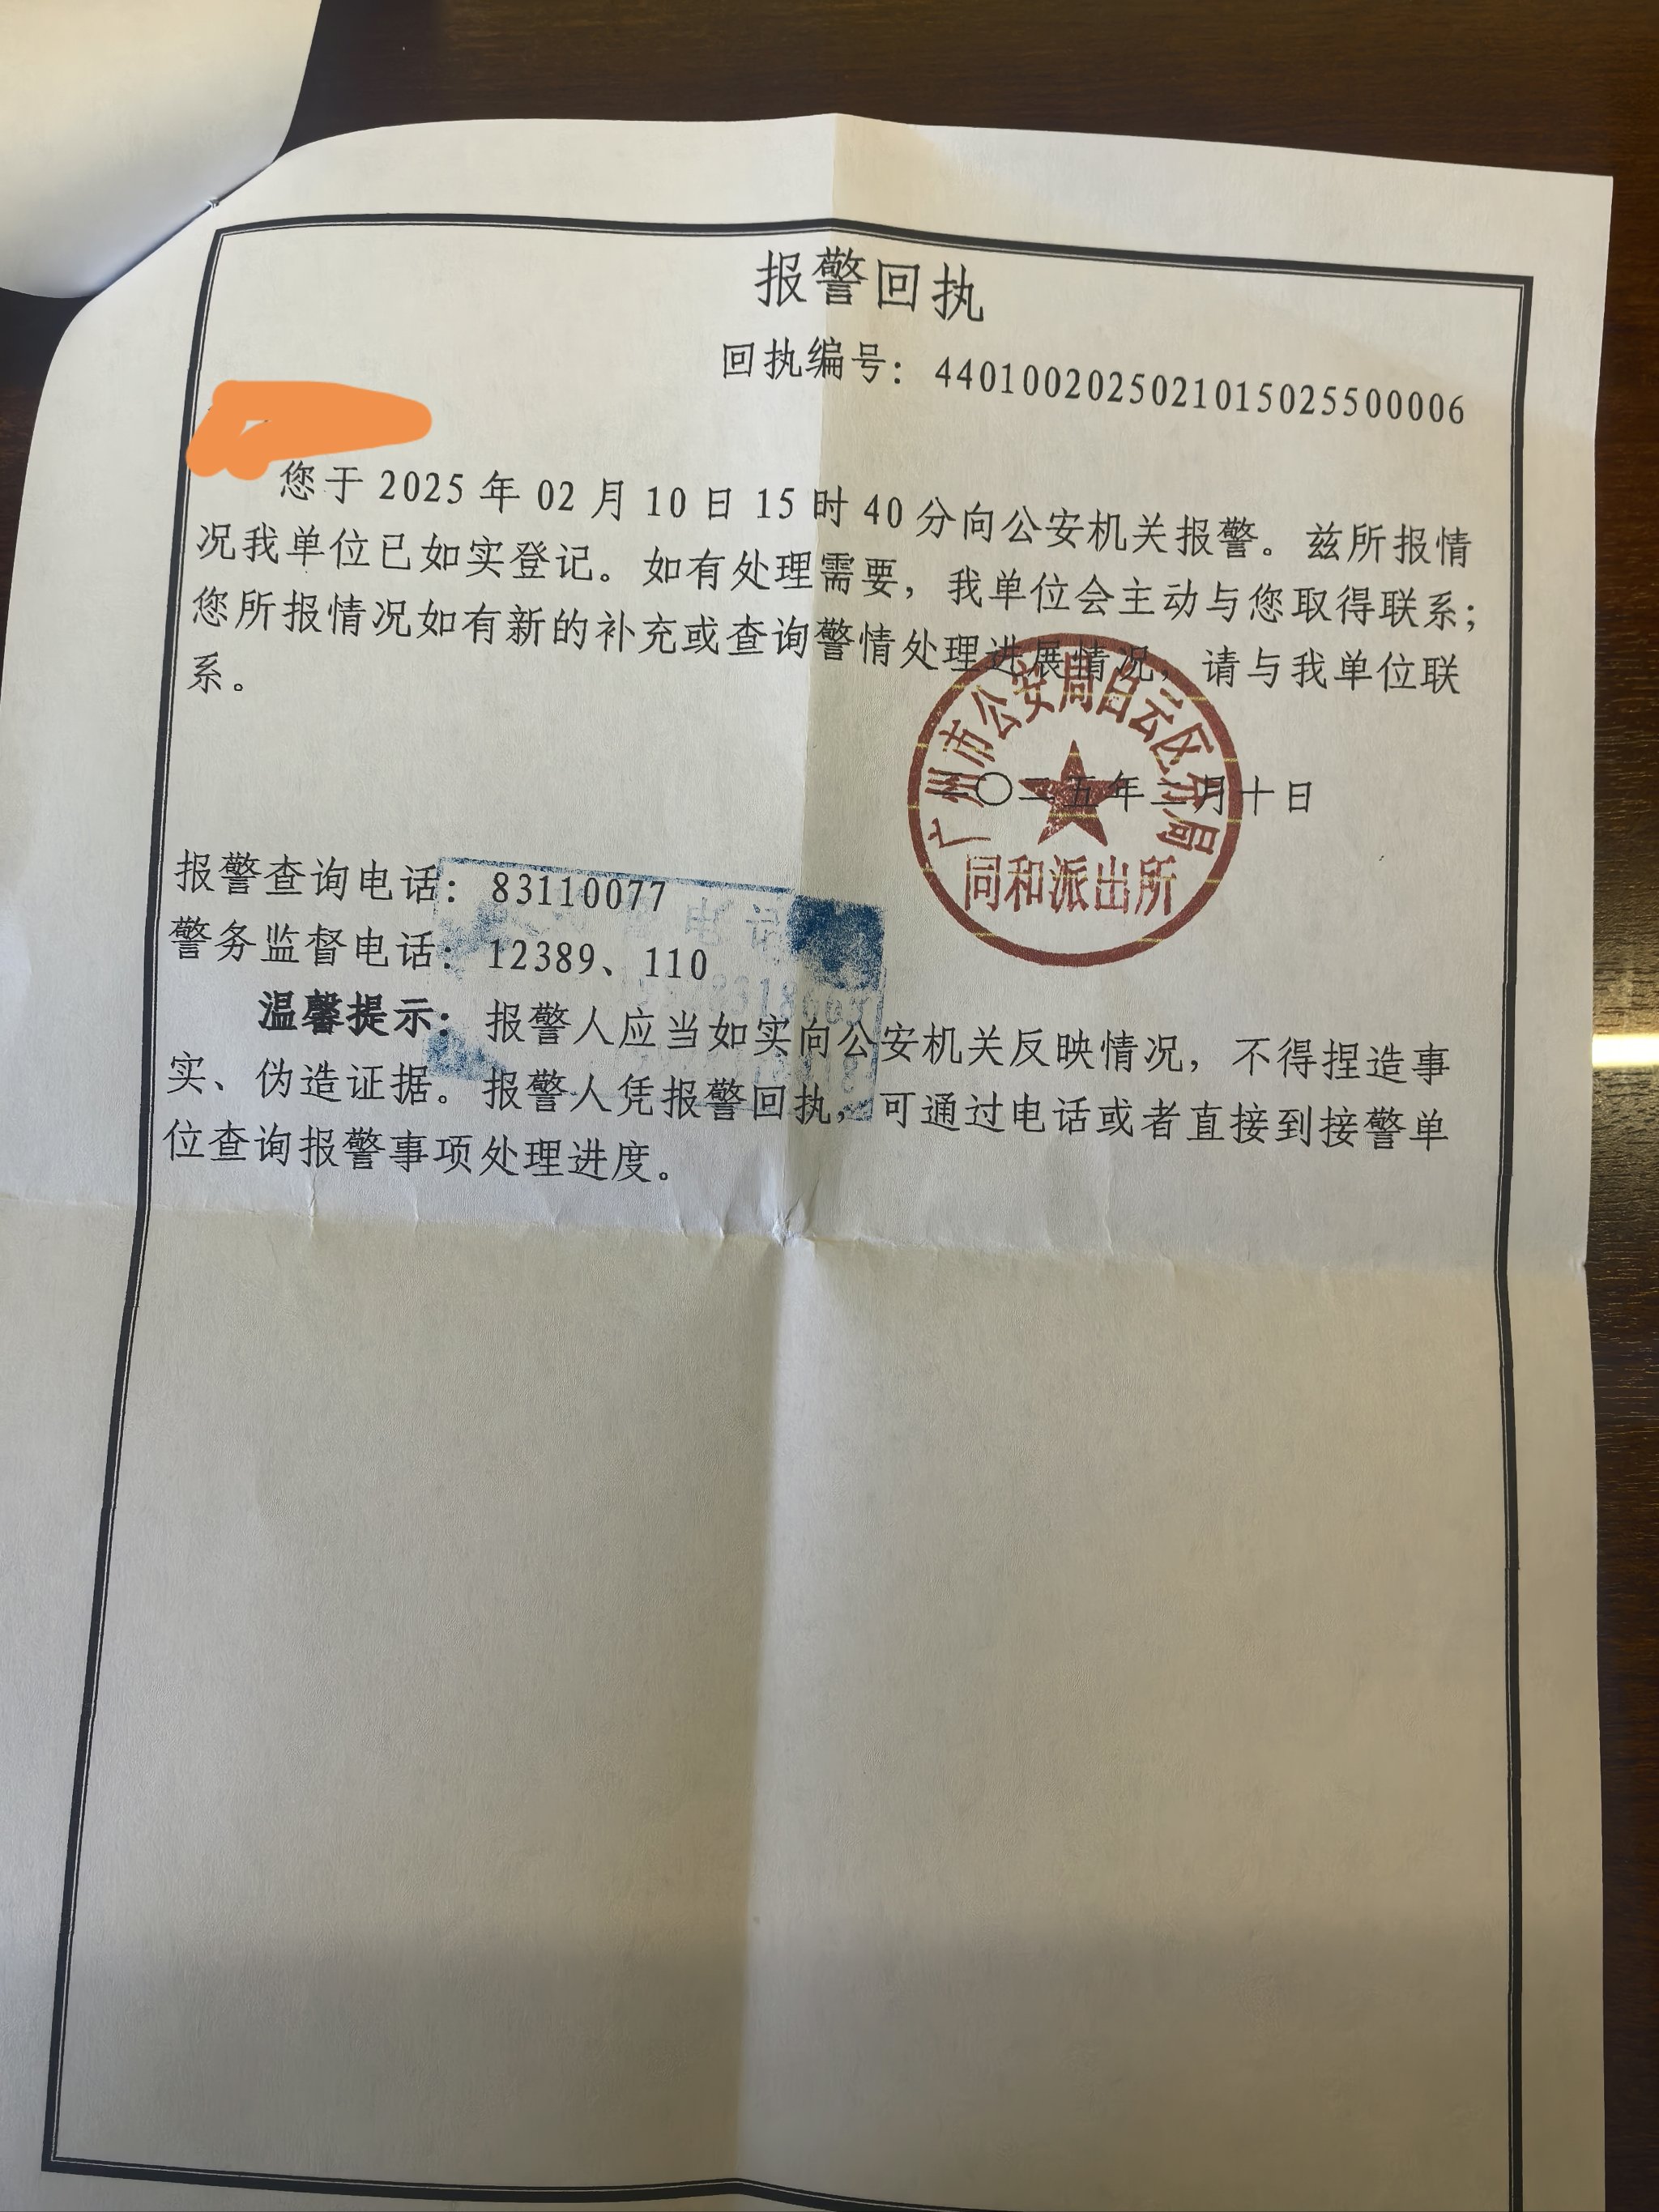 报警回执
回执编号：4401002025021015025500006
您于 2025 年 02 月 10 日 15 时 40 分向公安机关报警。兹所报情
况我单位已如实登记。如有处理需要，我单位会主动与您取得联系；
您所报情况如有新的补充或查询警情处理进展情况，请与我单位联
系。
广州市公安局白云区分局
二〇二五年二月十日
同和派出所
报警查询电话：83110077
警务监督电话：12389、110
温馨提示：报警人应当如实向公安机关反映情况，不得捏造事
实、伪造证据。报警人凭报警回执，可通过电话或者直接到接警单
位查询报警事项处理进度。